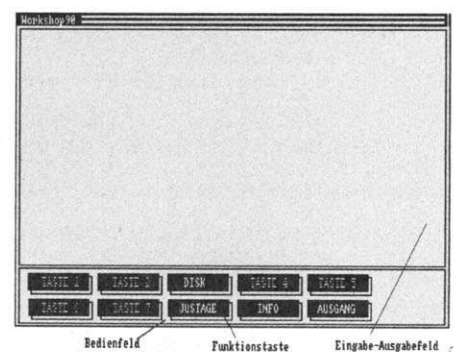 Workshop90
TASTE 1 TASTE 2 DISK TASTE 4 TASTE 5
TASTE 6 TASTE 7 JUSTAGE INFO AUSGANG
Bedienfeld Funktionstaste Eingabe-Ausgabefeld